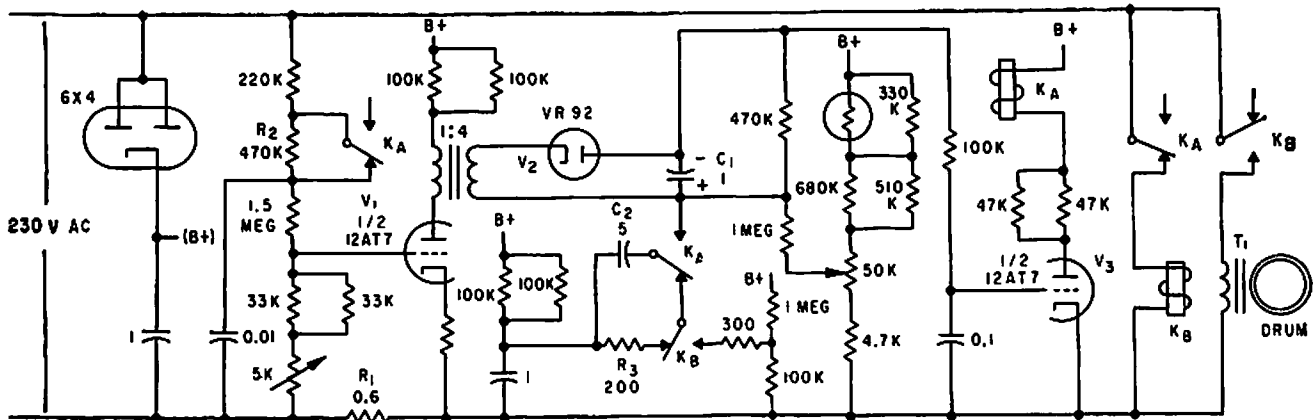 230 V AC
6X4
(B+)
1
220K
R2
470K
KA
1.5
MEG
33K
33K
5K
0.01
R1
0.6
B+
100K
100K
1:4
V1
1/2
12AT7
VR 92
V2
B+
100K
100K
1
C2
5
R3
200
KA
KB
300
- C1
+ 1
470K
1 MEG
B+
1 MEG
100K
B+
330
K
680K
510
K
50K
4.7K
100K
0.1
B+
KA
47K
47K
1/2
12AT7
V3
KA
KB
KB
T1
DRUM